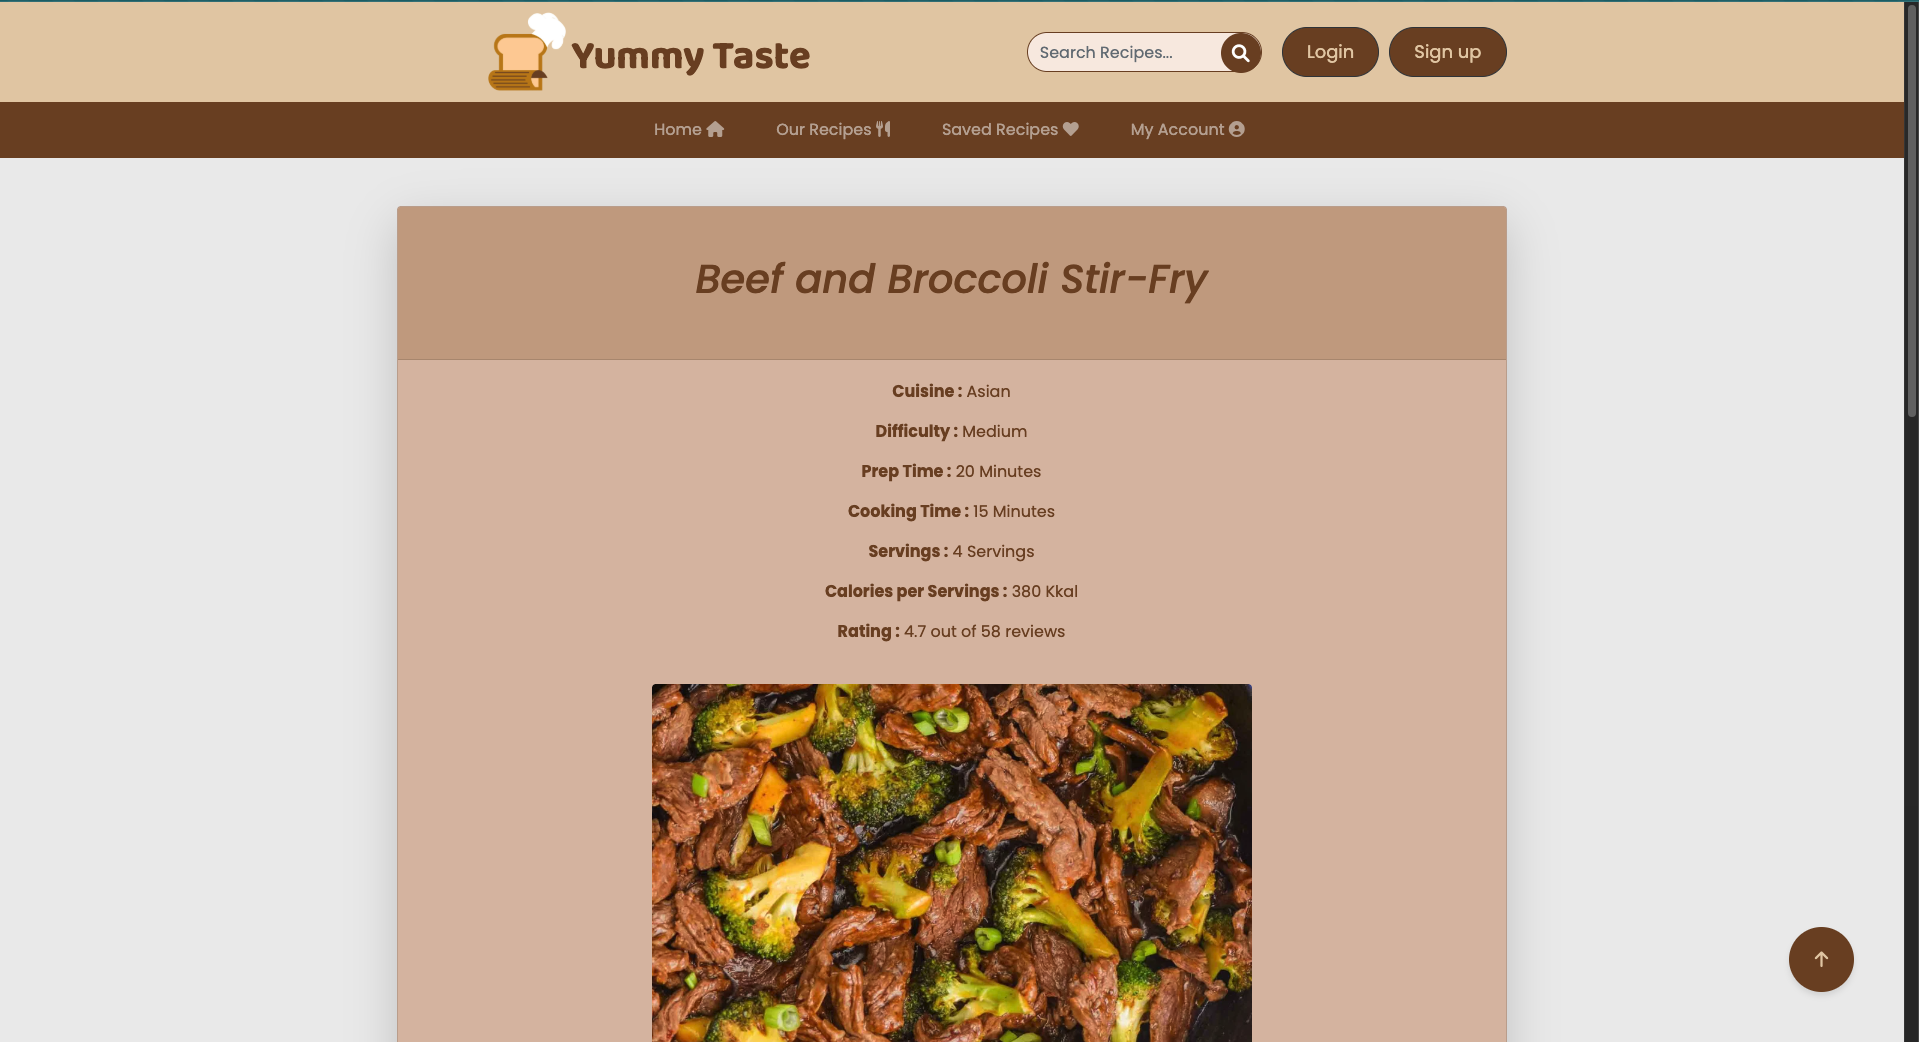 Yummy Taste
Search Recipes...
Login
Sign up
Home
Our Recipes
Saved Recipes
My Account
Beef and Broccoli Stir-Fry
Cuisine : Asian
Difficulty : Medium
Prep Time : 20 Minutes
Cooking Time : 15 Minutes
Servings : 4 Servings
Calories per Servings : 380 Kkal
Rating : 4.7 out of 58 reviews